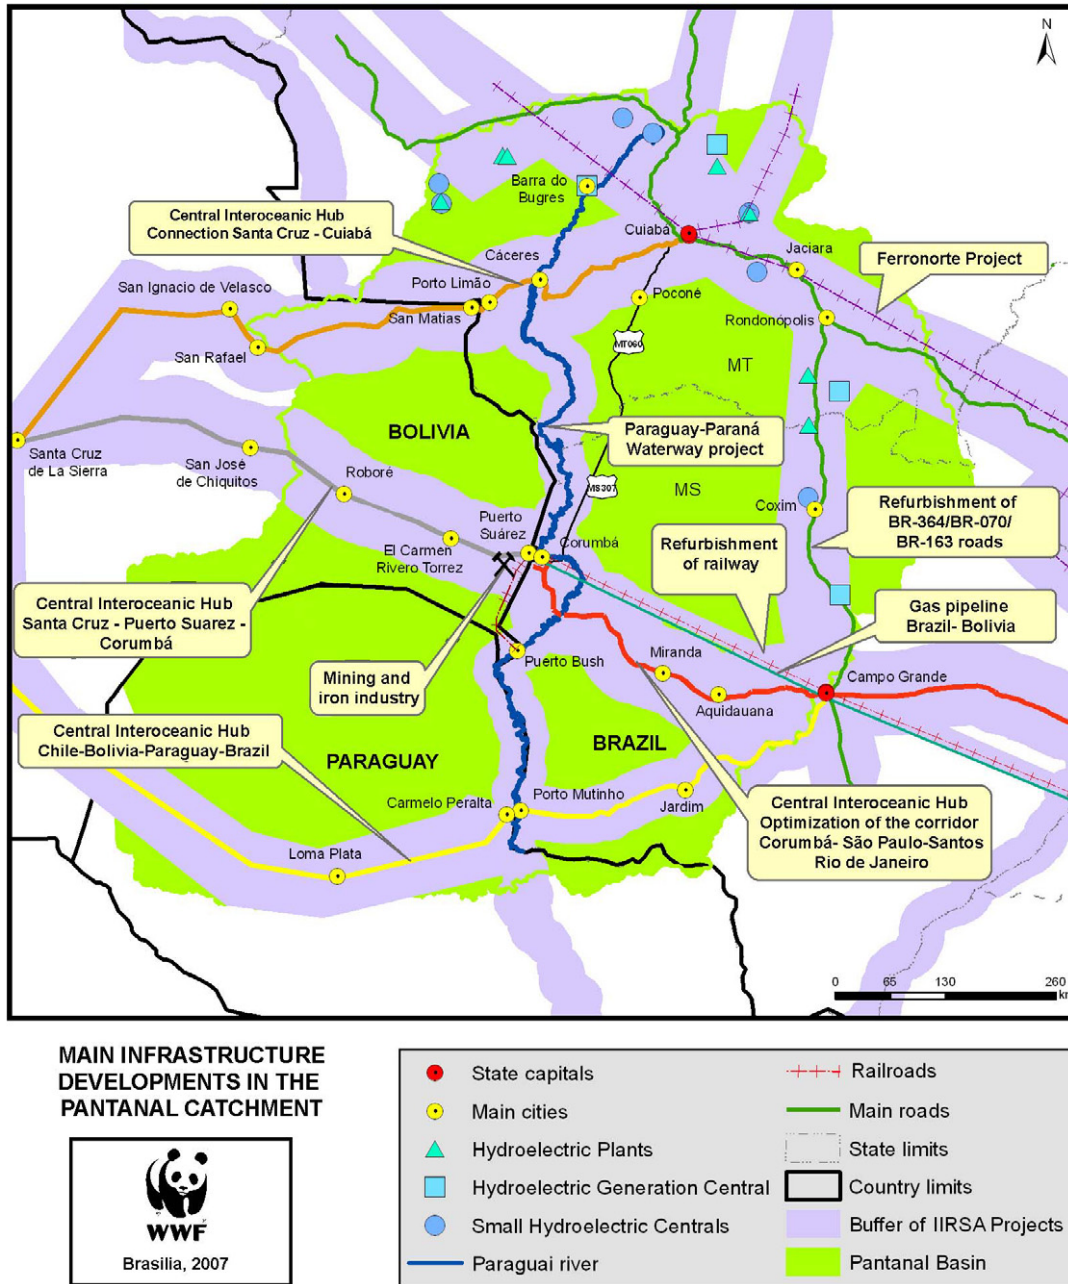 N
Barra do
Bugres
Central Interoceanic Hub
Connection Santa Cruz - Cuiabá
Cuiabá
Jaciara
Ferronorte Project
Cáceres
Porto Limão
San Ignacio de Velasco
San Matias
Poconé
Rondonópolis
San Rafael
MT060
MT
BOLIVIA
Paraguay-Paraná
Waterway project
Santa Cruz
de La Sierra
San José
de Chiquitos
Roboré
MS307
MS
Coxim
Refurbishment of
BR-364/BR-070/
BR-163 roads
Puerto
Suárez
Corumbá
Refurbishment
of railway
El Carmen
Rivero Torrez
Central Interoceanic Hub
Santa Cruz - Puerto Suarez -
Corumbá
Gas pipeline
Brazil- Bolivia
Puerto Bush
Miranda
Campo Grande
Mining and
iron industry
Aquidauana
Central Interoceanic Hub
Chile-Bolivia-Paraguay-Brazil
PARAGUAY
BRAZIL
Carmelo Peralta
Porto Mutinho
Jardim
Central Interoceanic Hub
Optimization of the corridor
Corumbá- São Paulo-Santos
Rio de Janeiro
Loma Plata
0 65 130 260
km
MAIN INFRASTRUCTURE
DEVELOPMENTS IN THE
PANTANAL CATCHMENT
WWF
Brasilia, 2007
State capitals
Main cities
Hydroelectric Plants
Hydroelectric Generation Central
Small Hydroelectric Centrals
Paraguai river
Railroads
Main roads
State limits
Country limits
Buffer of IIRSA Projects
Pantanal Basin